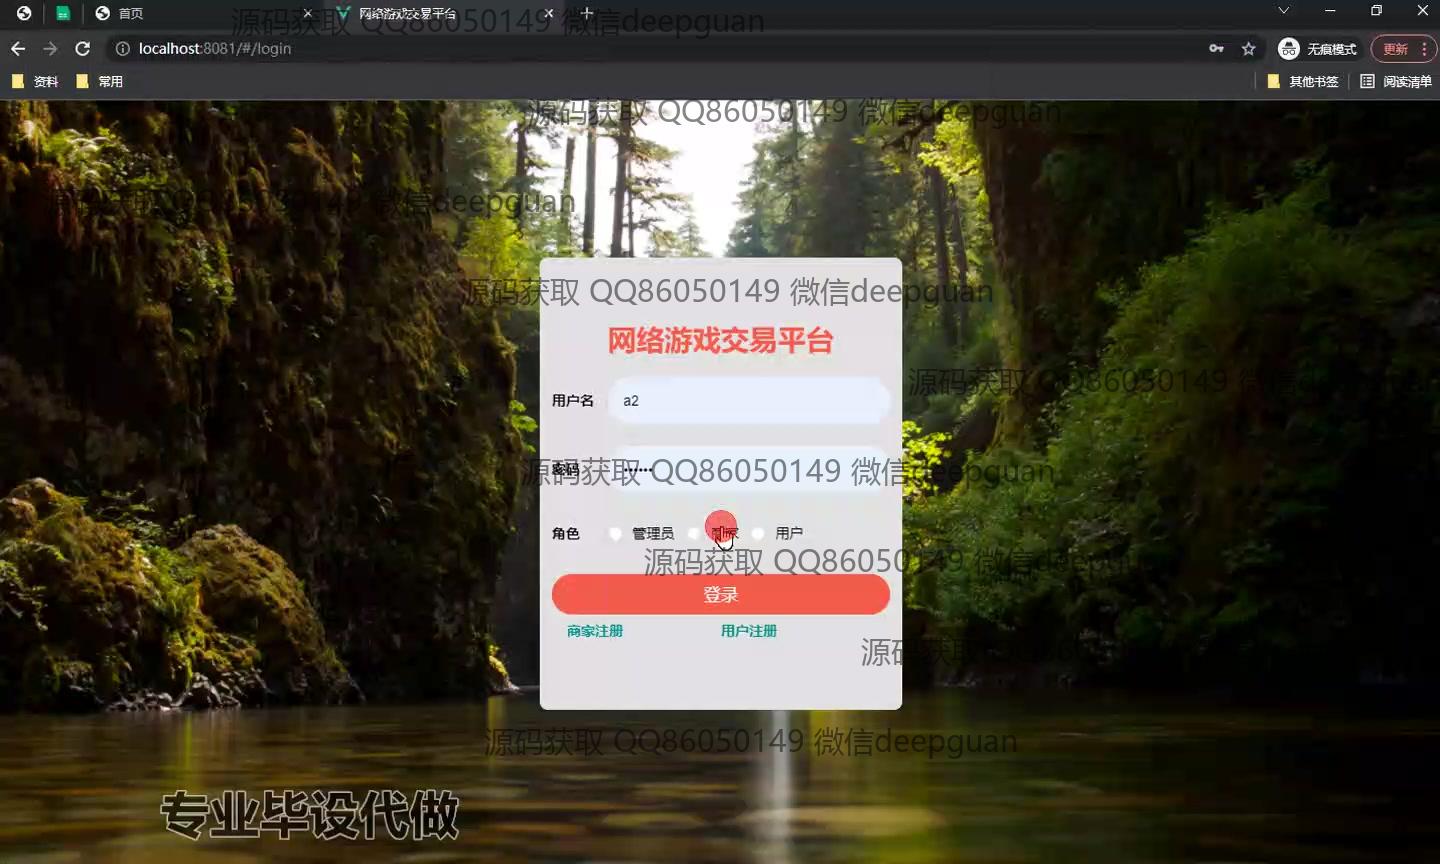 首页
网络游戏交易平台
源码获取 QQ86050149 微信deepguan
localhost:8081/#/login
无痕模式
更新
资料
常用
其他书签
阅读清单
源码获取 QQ86050149 微信deepguan
源码获取 QQ86050149 微信deepguan
源码获取 QQ86050149 微信deepguan
网络游戏交易平台
源码获取 QQ86050149 微信deepguan
用户名
a2
密码
源码获取 QQ86050149 微信deepguan
角色
管理员
商家
用户
源码获取 QQ86050149 微信deepguan
登录
商家注册
用户注册
源码获取
源码获取 QQ86050149 微信deepguan
专业毕设代做